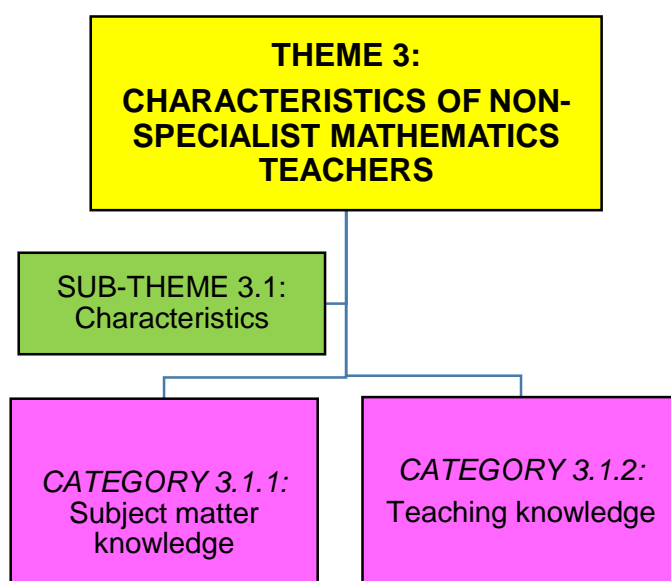 THEME 3:
CHARACTERISTICS OF NON-
SPECIALIST MATHEMATICS
TEACHERS
SUB-THEME 3.1:
Characteristics
CATEGORY 3.1.1:
Subject matter
knowledge
CATEGORY 3.1.2:
Teaching knowledge